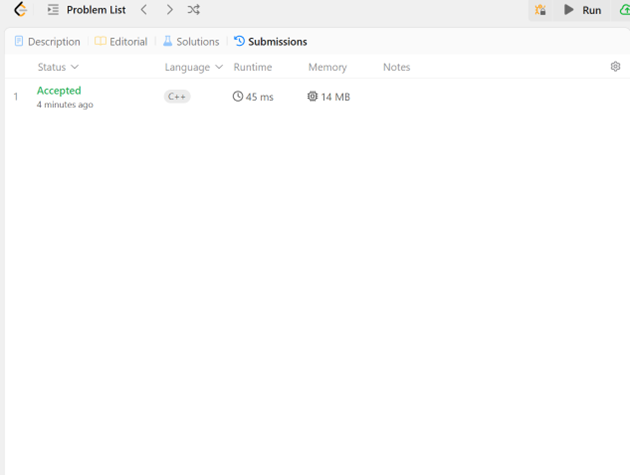 Problem List Run
Description Editorial Solutions Submissions
Status Language Runtime Memory Notes
1 Accepted C++ 45 ms 14 MB
4 minutes ago